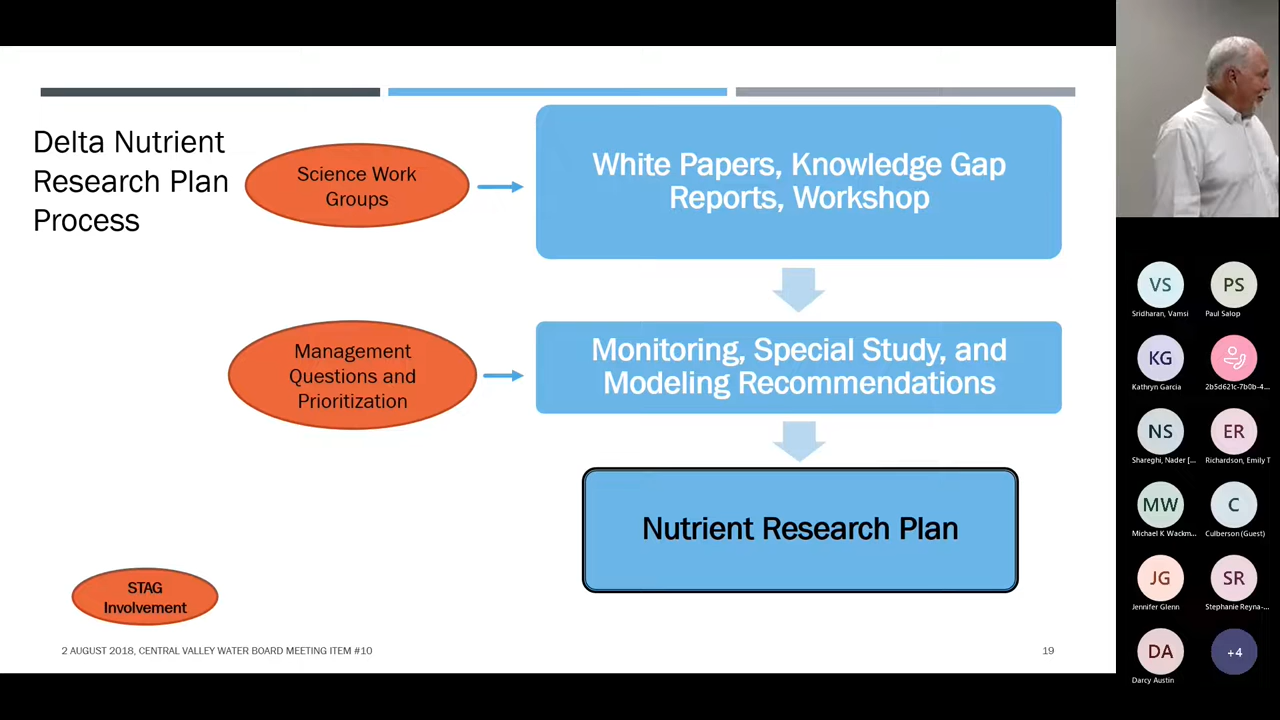 Delta Nutrient
Research Plan
Process
Science Work
Groups
White Papers, Knowledge Gap
Reports, Workshop
Management
Questions and
Prioritization
Monitoring, Special Study, and
Modeling Recommendations
Nutrient Research Plan
STAG
Involvement
2 AUGUST 2018, CENTRAL VALLEY WATER BOARD MEETING ITEM #10
19
VS
Sridharan, Vamsi
PS
Paul Salop
KG
Kathryn Garcia
2b5d621c-7b0b-4...
NS
Shareghi, Nader [...
ER
Richardson, Emily T
MW
Michael K Wackm...
C
Culberson (Guest)
JG
Jennifer Glenn
SR
Stephanie Reyna-...
DA
Darcy Austin
+4